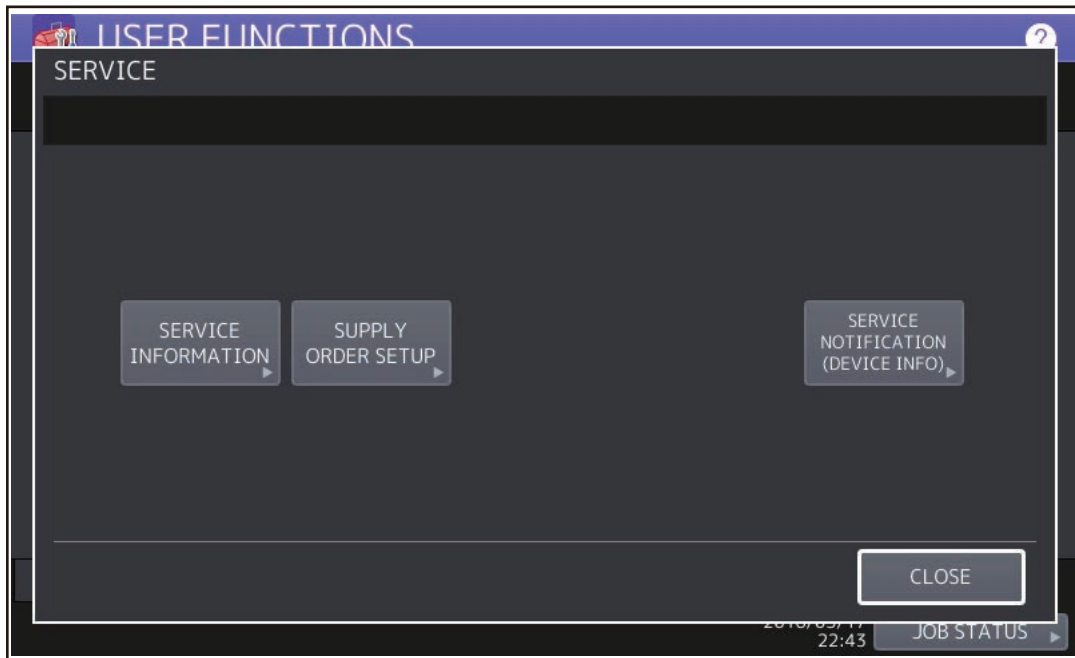 USER FUNCTIONS
?
SERVICE
SERVICE
INFORMATION
SUPPLY
ORDER SETUP
SERVICE
NOTIFICATION
(DEVICE INFO)
CLOSE
22:43
JOB STATUS